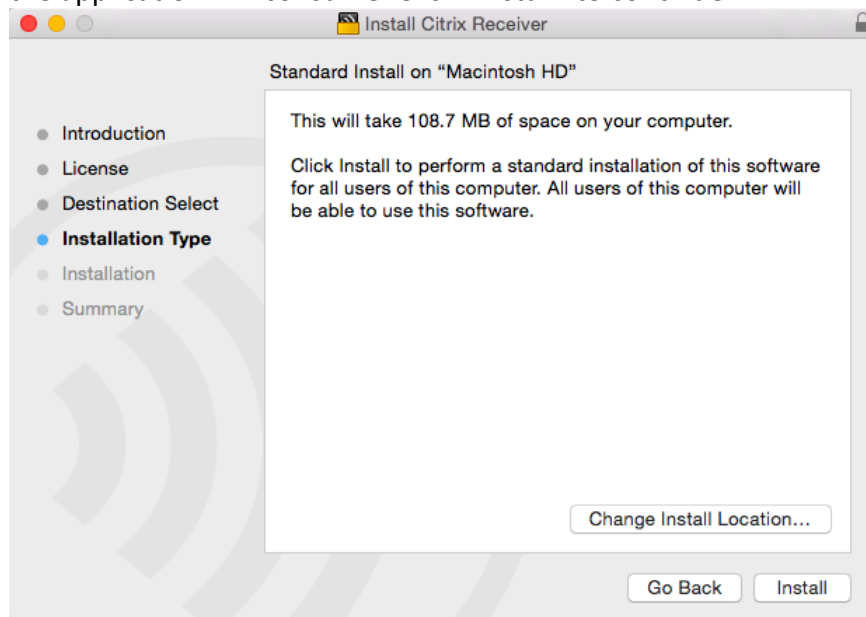 Install Citrix Receiver
Standard Install on “Macintosh HD”
Introduction
License
Destination Select
Installation Type
Installation
Summary
This will take 108.7 MB of space on your computer.
Click Install to perform a standard installation of this software
for all users of this computer. All users of this computer will
be able to use this software.
Change Install Location...
Go Back
Install